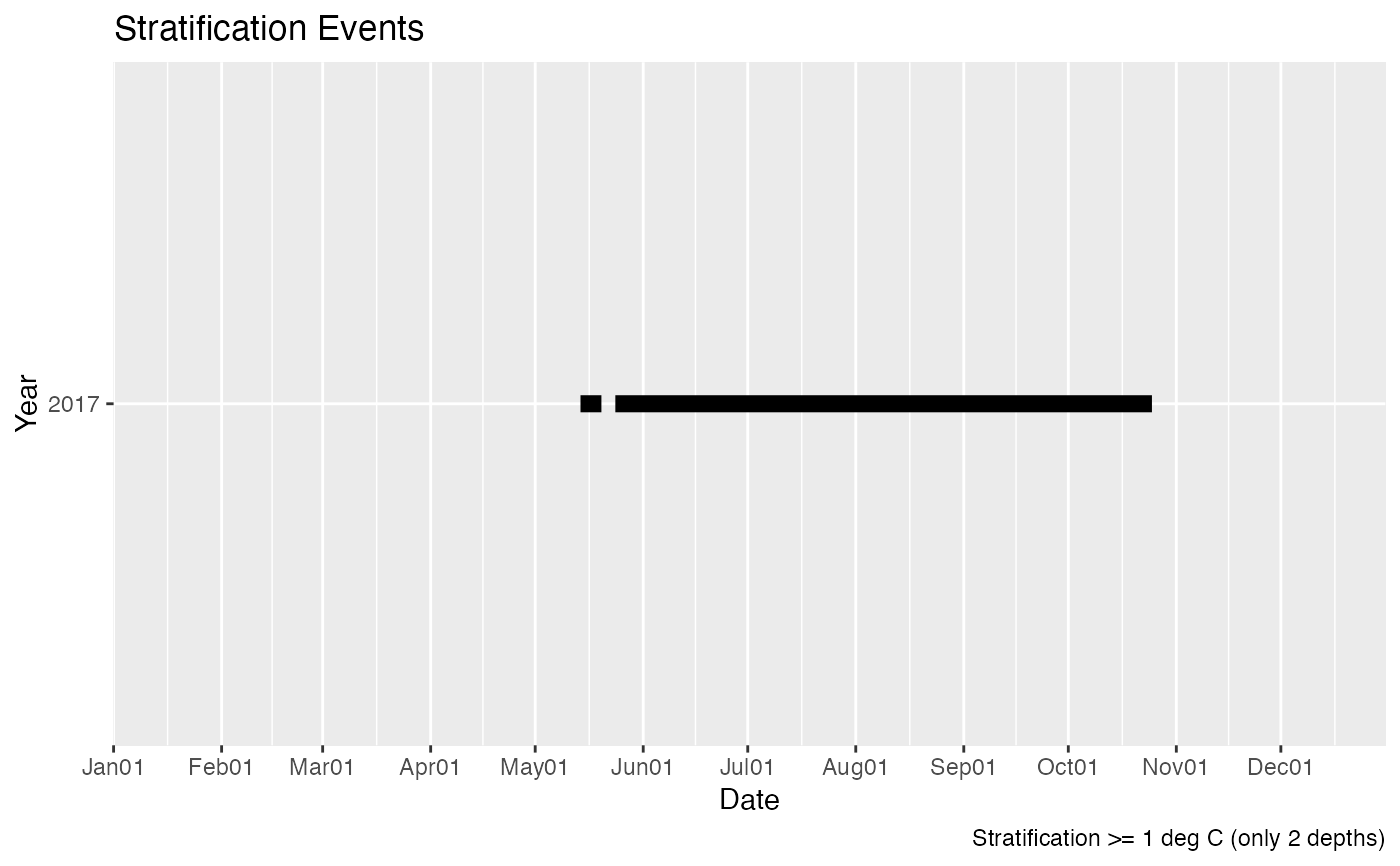 Stratification Events
Year
2017
Jan01 Feb01 Mar01 Apr01 May01 Jun01 Jul01 Aug01 Sep01 Oct01 Nov01 Dec01
Date
Stratification >= 1 deg C (only 2 depths)